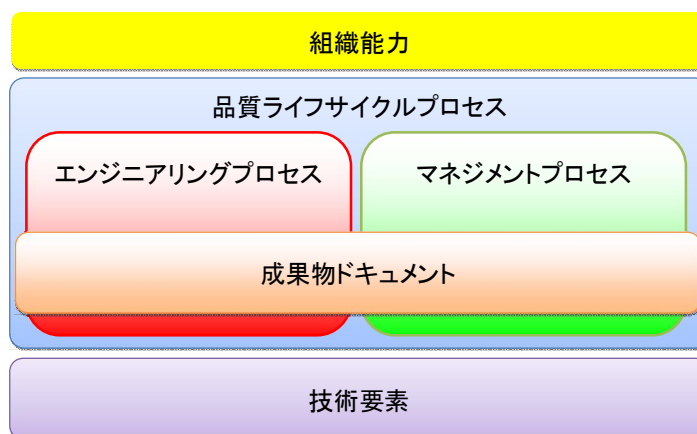 組織能力
品質ライフサイクルプロセス
エンジニアリングプロセス
マネジメントプロセス
成果物ドキュメント
技術要素